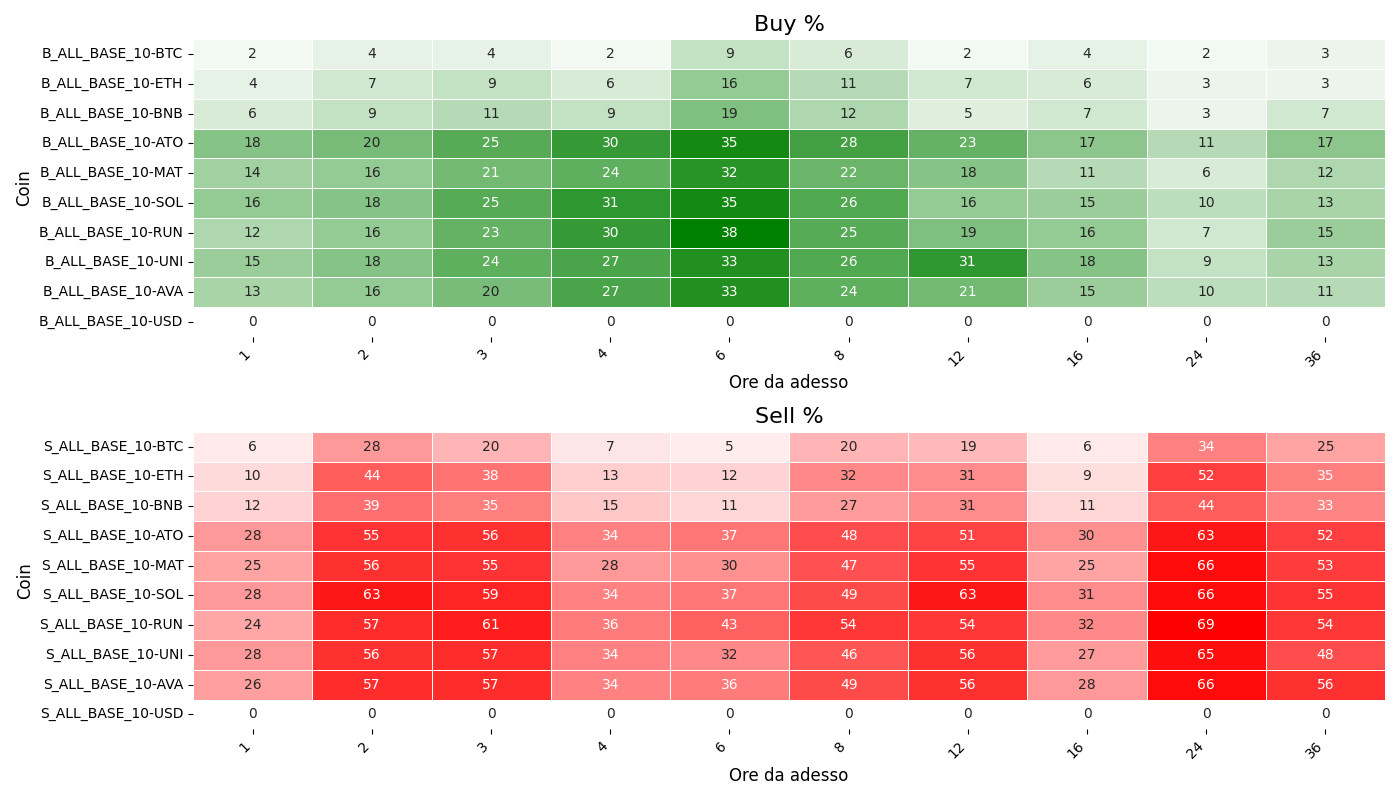 Buy %
Coin
B_ALL_BASE_10-BTC 2 4 4 2 9 6 2 4 2 3
B_ALL_BASE_10-ETH 4 7 9 6 16 11 7 6 3 3
B_ALL_BASE_10-BNB 6 9 11 9 19 12 5 7 3 7
B_ALL_BASE_10-ATO 18 20 25 30 35 28 23 17 11 17
B_ALL_BASE_10-MAT 14 16 21 24 32 22 18 11 6 12
B_ALL_BASE_10-SOL 16 18 25 31 35 26 16 15 10 13
B_ALL_BASE_10-RUN 12 16 23 30 38 25 19 16 7 15
B_ALL_BASE_10-UNI 15 18 24 27 33 26 31 18 9 13
B_ALL_BASE_10-AVA 13 16 20 27 33 24 21 15 10 11
B_ALL_BASE_10-USD 0 0 0 0 0 0 0 0 0 0
1 2 3 4 6 8 12 16 24 36
Ore da adesso
Sell %
Coin
S_ALL_BASE_10-BTC 6 28 20 7 5 20 19 6 34 25
S_ALL_BASE_10-ETH 10 44 38 13 12 32 31 9 52 35
S_ALL_BASE_10-BNB 12 39 35 15 11 27 31 11 44 33
S_ALL_BASE_10-ATO 28 55 56 34 37 48 51 30 63 52
S_ALL_BASE_10-MAT 25 56 55 28 30 47 55 25 66 53
S_ALL_BASE_10-SOL 28 63 59 34 37 49 63 31 66 55
S_ALL_BASE_10-RUN 24 57 61 36 43 54 54 32 69 54
S_ALL_BASE_10-UNI 28 56 57 34 32 46 56 27 65 48
S_ALL_BASE_10-AVA 26 57 57 34 36 49 56 28 66 56
S_ALL_BASE_10-USD 0 0 0 0 0 0 0 0 0 0
1 2 3 4 6 8 12 16 24 36
Ore da adesso